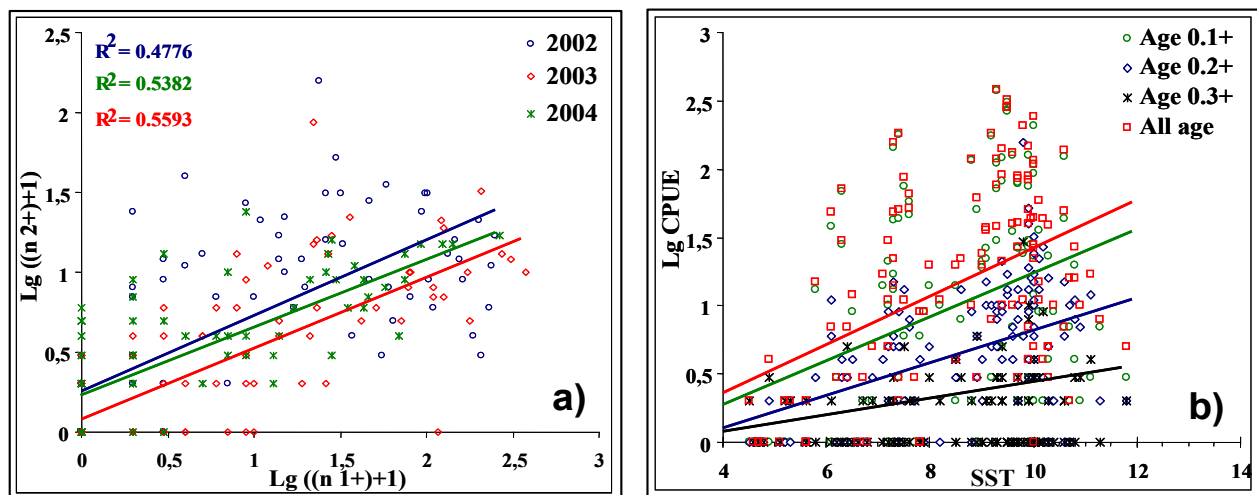 R² = 0.4776
R² = 0.5382
R² = 0.5593
2002
2003
2004
2,5
2
1,5
1
0,5
0
Lg ((n 2+)+1)
0
0,5
1
1,5
2
2,5
3
Lg ((n 1+)+1)
a)
Age 0.1+
Age 0.2+
Age 0.3+
All age
3
2,5
2
1,5
1
0,5
0
Lg CPUE
4
6
8
10
12
14
SST
b)